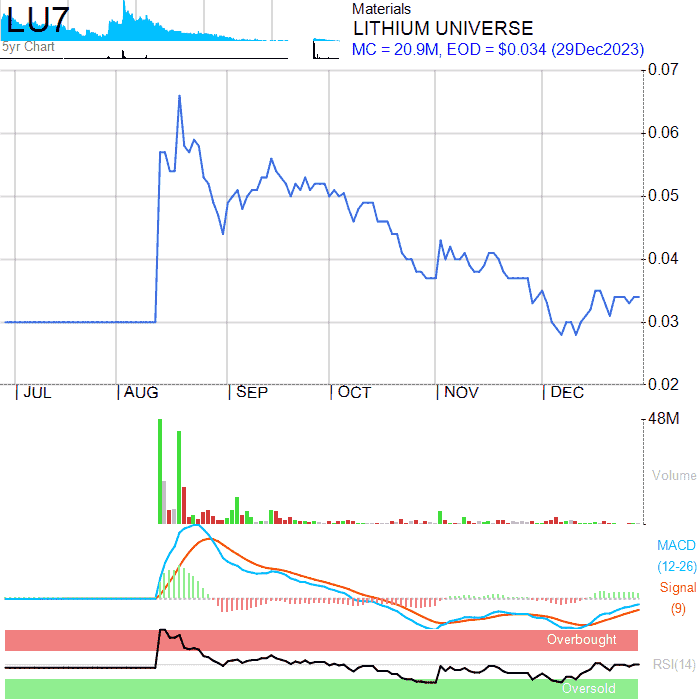 LU7
5yr Chart
Materials
LITHIUM UNIVERSE
MC = 20.9M, EOD = $0.034 (29Dec2023)
0.07
0.06
0.05
0.04
0.03
0.02
JUL AUG SEP OCT NOV DEC
48M
Volume
MACD
(12-26)
Signal
(9)
Overbought
RSI(14)
Oversold